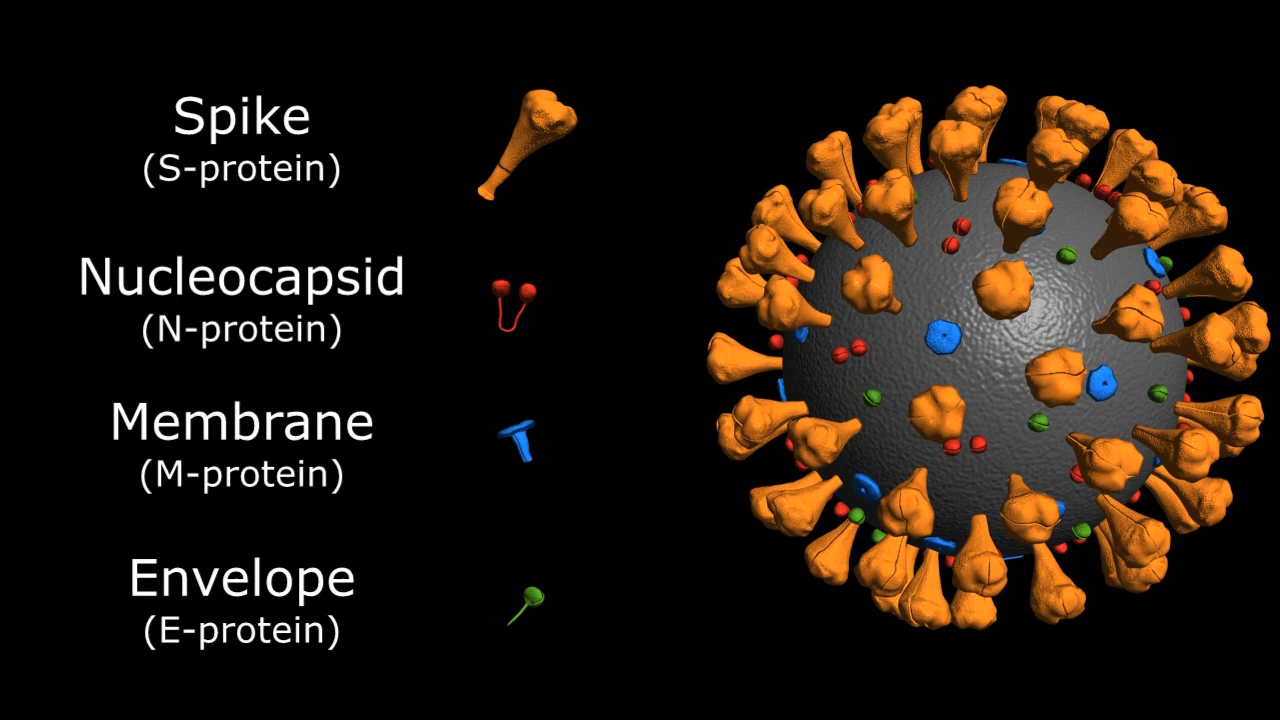 Spike
(S-protein)
Nucleocapsid
(N-protein)
Membrane
(M-protein)
Envelope
(E-protein)